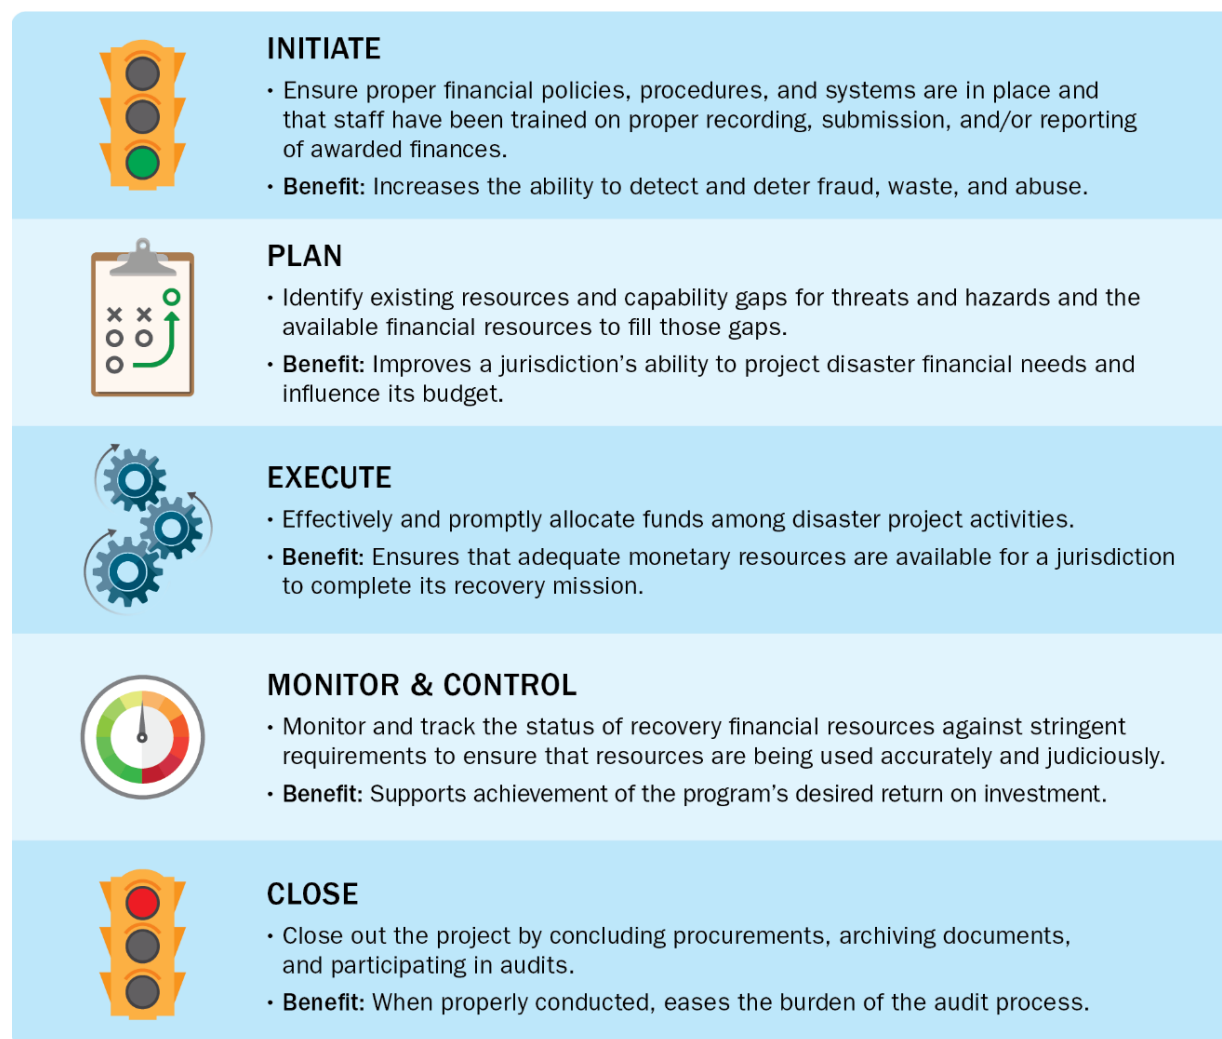 INITIATE
• Ensure proper financial policies, procedures, and systems are in place and
that staff have been trained on proper recording, submission, and/or reporting
of awarded finances.
• Benefit: Increases the ability to detect and deter fraud, waste, and abuse.
PLAN
• Identify existing resources and capability gaps for threats and hazards and the
available financial resources to fill those gaps.
• Benefit: Improves a jurisdiction’s ability to project disaster financial needs and
influence its budget.
EXECUTE
• Effectively and promptly allocate funds among disaster project activities.
• Benefit: Ensures that adequate monetary resources are available for a jurisdiction
to complete its recovery mission.
MONITOR & CONTROL
• Monitor and track the status of recovery financial resources against stringent
requirements to ensure that resources are being used accurately and judiciously.
• Benefit: Supports achievement of the program’s desired return on investment.
CLOSE
• Close out the project by concluding procurements, archiving documents,
and participating in audits.
• Benefit: When properly conducted, eases the burden of the audit process.